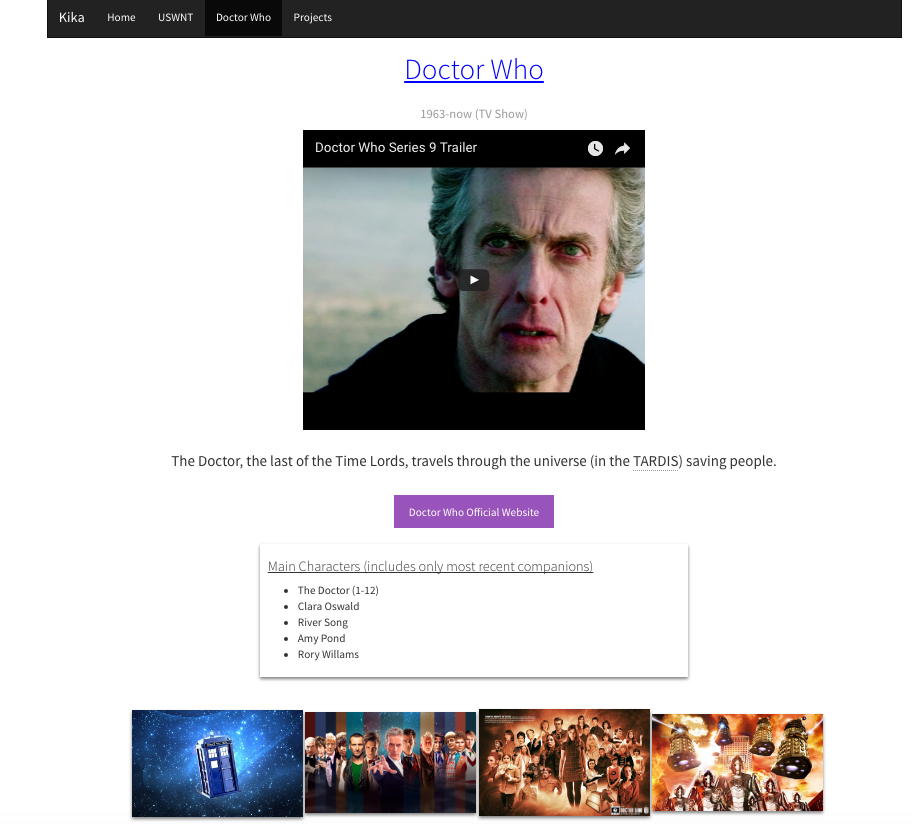 Kika Home USWNT Doctor Who Projects
Doctor Who
1963-now (TV Show)
Doctor Who Series 9 Trailer
The Doctor, the last of the Time Lords, travels through the universe (in the TARDIS) saving people.
Doctor Who Official Website
Main Characters (includes only most recent companions)
The Doctor (1-12)
Clara Oswald
River Song
Amy Pond
Rory Willams